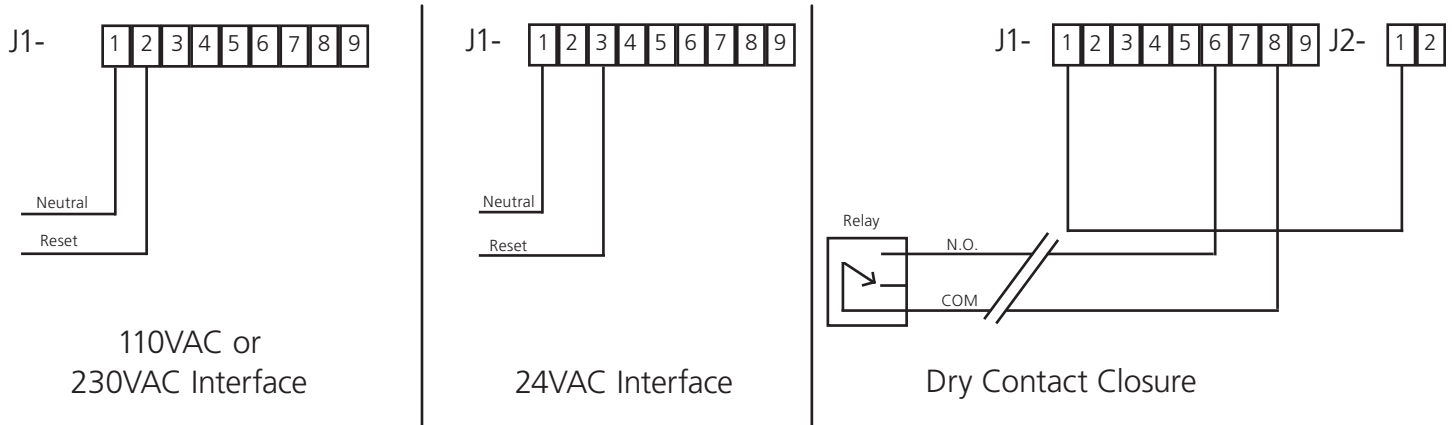 J1- 1 2 3 4 5 6 7 8 9
Neutral
Reset
110VAC or
230VAC Interface
J1- 1 2 3 4 5 6 7 8 9
Neutral
Reset
24VAC Interface
J1- 1 2 3 4 5 6 7 8 9 J2- 1 2
Relay
N.O.
COM
Dry Contact Closure